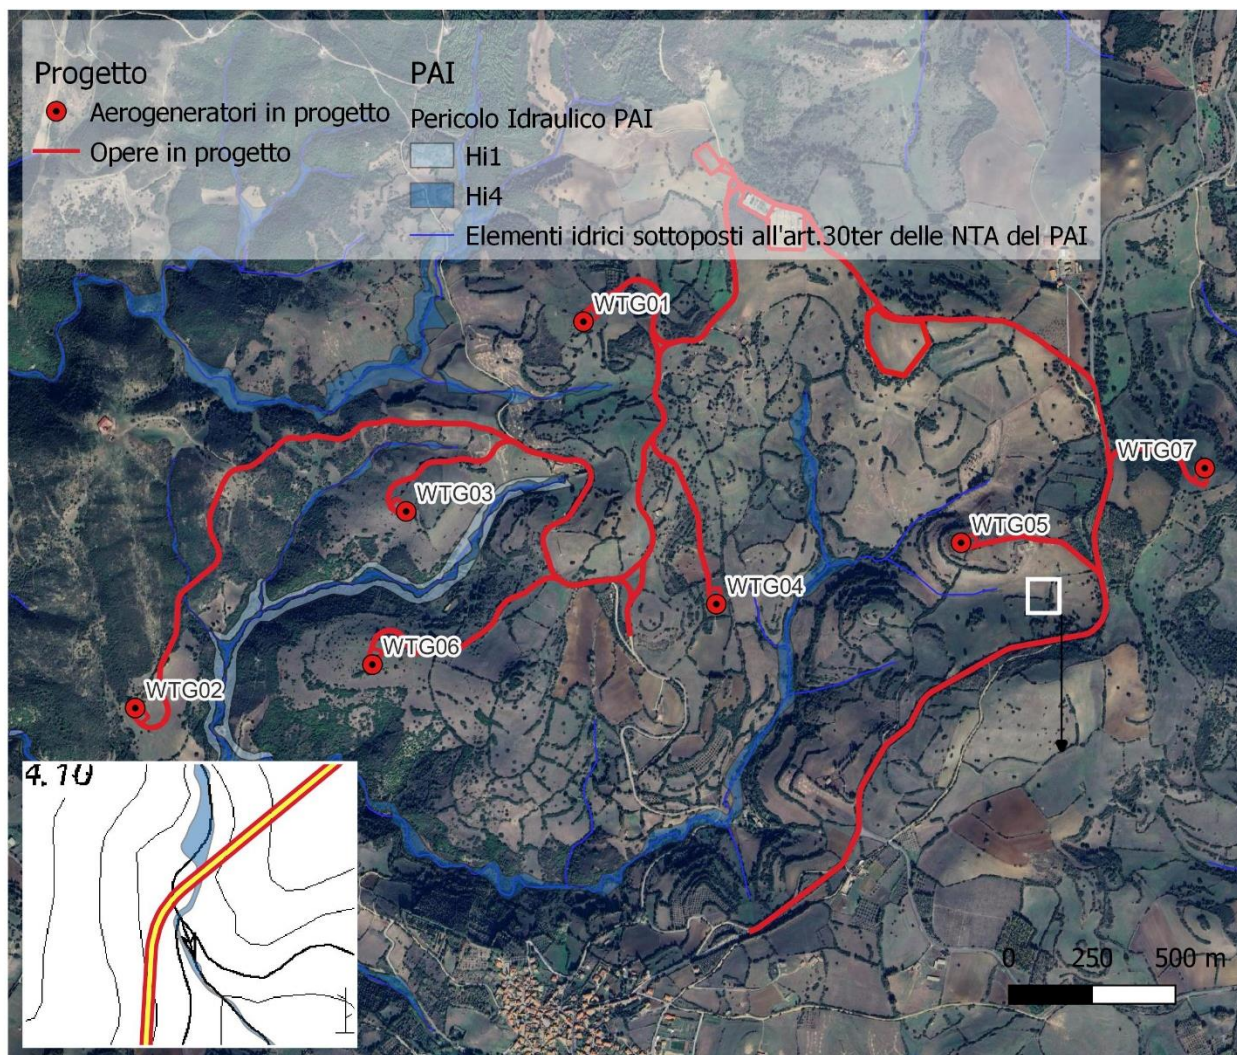 Progetto
Aerogeneratori in progetto
Opere in progetto
PAI
Pericolo Idraulico PAI
Hi1
Hi4
Elementi idrici sottoposti all'art.30ter delle NTA del PAI
WTG01
WTG07
WTG03
WTG05
WTG04
WTG06
WTG02
4.10
0 250 500 m